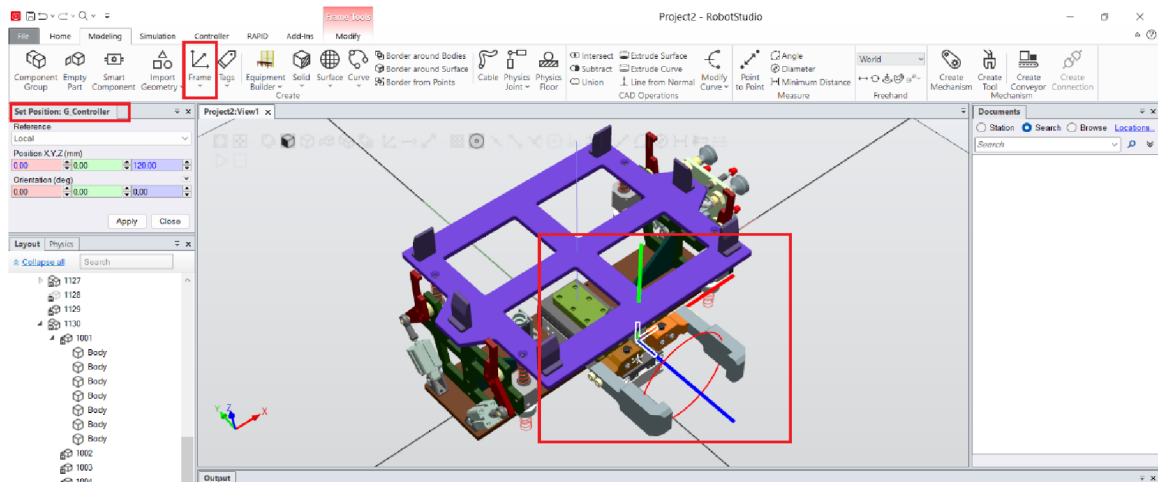 Frame Tools
Project2 - RobotStudio
File Home Modeling Simulation Controller RAPID Add-Ins Modify
Component Group
Empty Part
Smart Component
Import Geometry
Frame
Tags
Equipment Builder
Solid
Surface
Curve
Border around Bodies
Border around Surface
Border from Points
Cable
Physics Joint
Physics Floor
Intersect
Subtract
Union
Extrude Surface
Extrude Curve
Line from Normal
Modify Curve
Point to Point
Angle
Diameter
Minimum Distance
World
Create Mechanism
Create Tool
Create Conveyor
Create Connection
Create CAD Operations Measure Freehand Mechanism
Set Position: G_Controller
Reference
Local
Position X,Y,Z (mm)
0.00 0.00 120.00
Orientation (deg)
0.00 0.00 0.00
Apply Close
Layout Physics
Collapse all Search
1127
1128
1129
1130
1001
Body
Body
Body
Body
Body
Body
Body
1002
1003
1004
Project2:View1
Y Z X
Output
Documents
Station Search Browse Locations...
Search